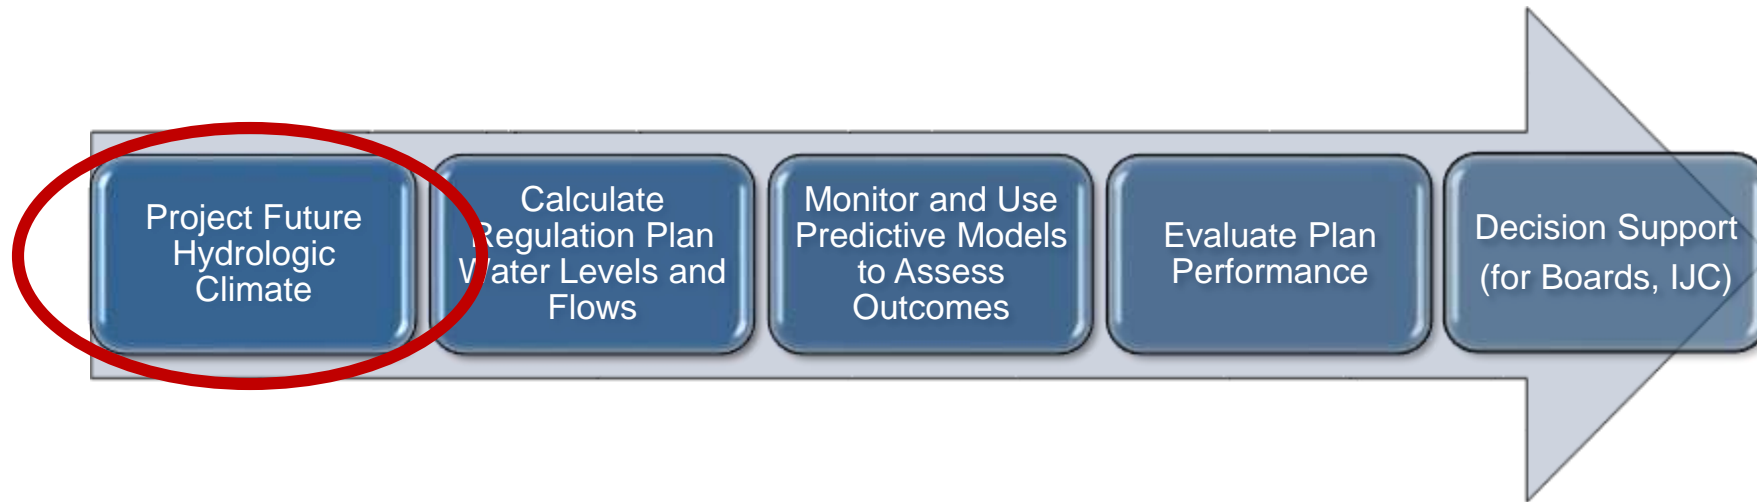 Project Future
Hydrologic
Climate
Calculate
Regulation Plan
Water Levels and
Flows
Monitor and Use
Predictive Models
to Assess
Outcomes
Evaluate Plan
Performance
Decision Support
(for Boards, IJC)